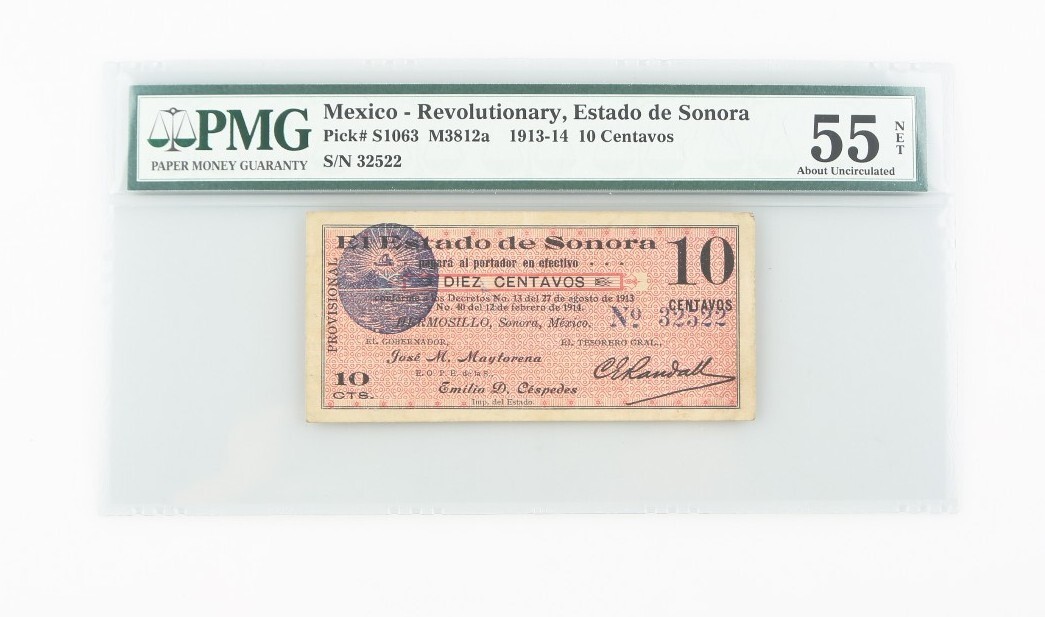 PMG
PAPER MONEY GUARANTY
Mexico - Revolutionary, Estado de Sonora
Pick# S1063 M3812a 1913-14 10 Centavos
S/N 32522
55
NET
About Uncirculated
El Estado de Sonora
10
CENTAVOS
pagará al portador en efectivo
DIEZ CENTAVOS
conforme a los Decretos No. 13 del 27 de agosto de 1913
No. 40 del 12 de febrero de 1914.
HERMOSILLO, Sonora, México.
Nº 32522
PROVISIONAL
EL GOBERNADOR,
EL TESORERO GRAL.,
José M. Maytorena
E. O. P. E. de la S.,
Emilio D. Céspedes
C E Randall
10
CTS.
Imp. del Estado.